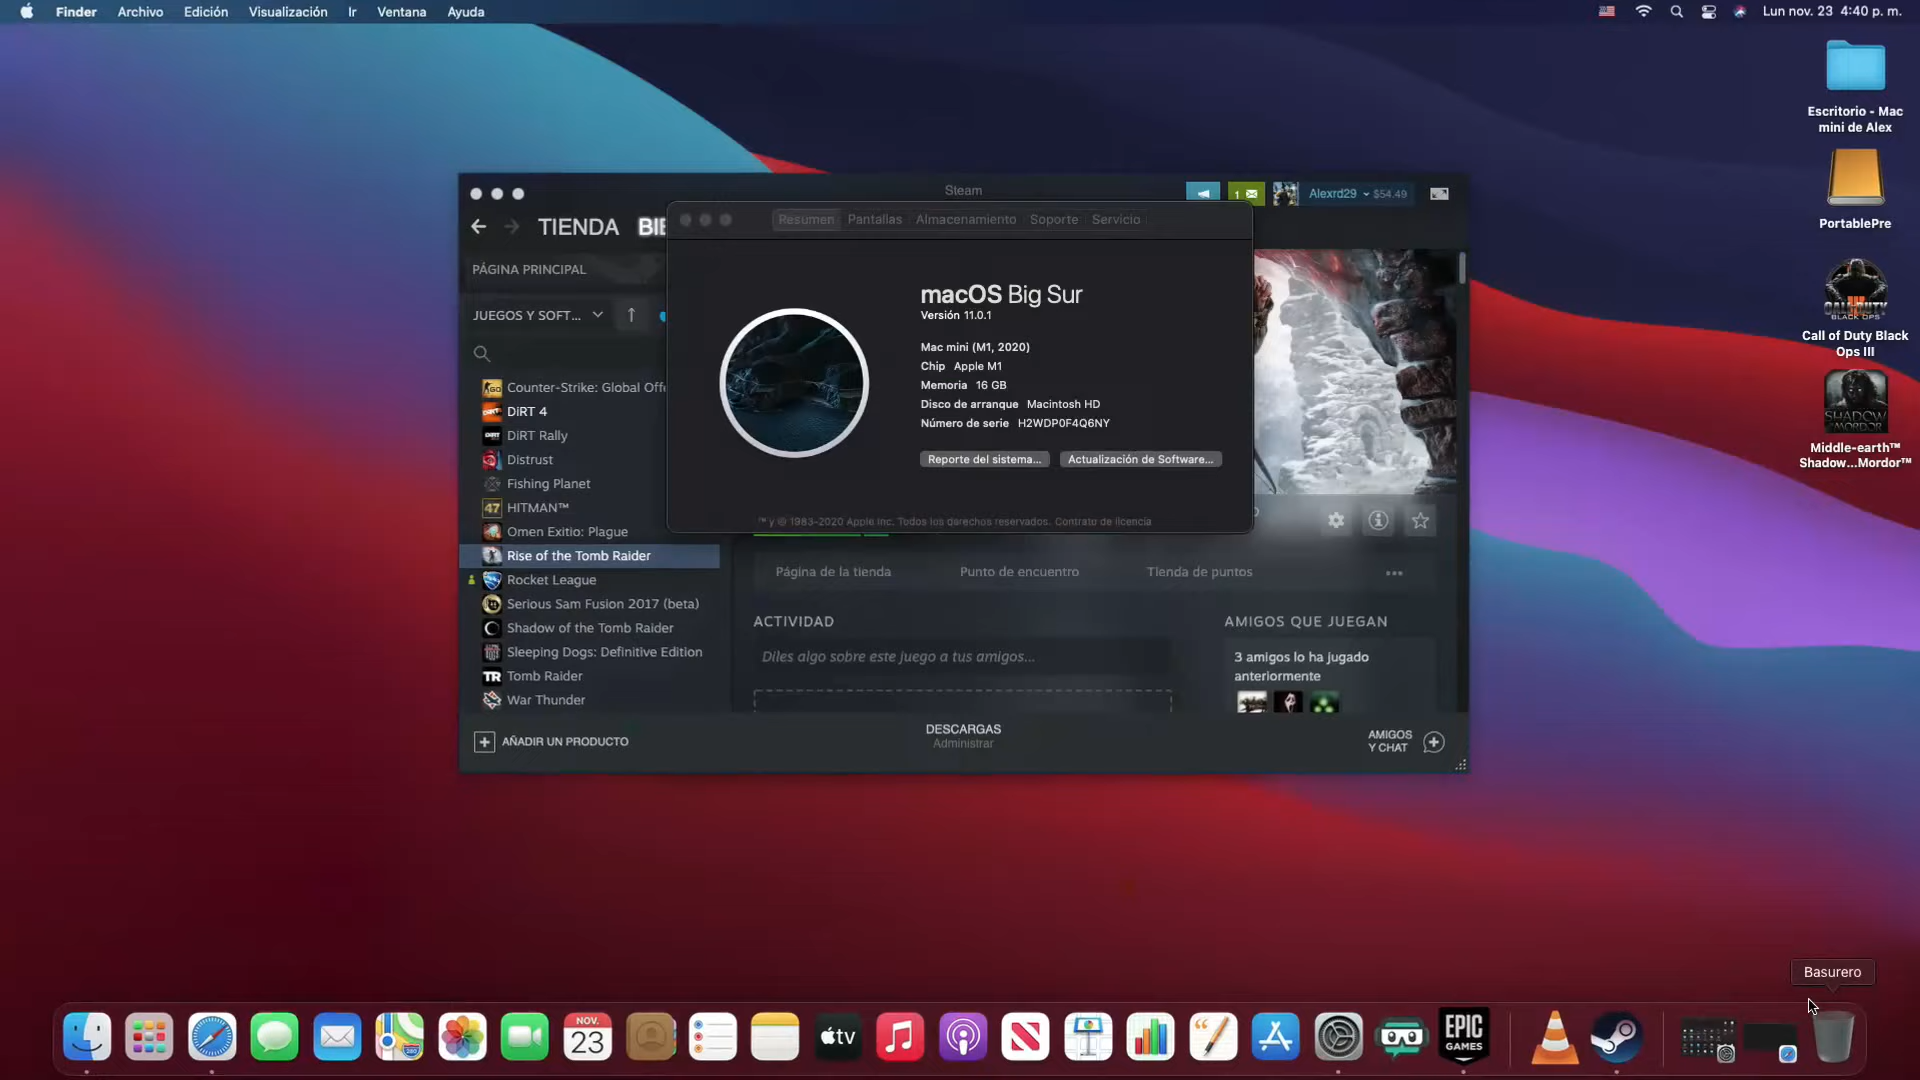 Finder Archivo Edición Visualización Ir Ventana Ayuda
Lun nov. 23 4:40 p. m.
Escritorio - Mac
mini de Alex
PortablePre
Call of Duty Black
Ops III
Middle-earth™
Shadow...Mordor™
Steam
1
Alexrd29
$54.49
TIENDA
PÁGINA PRINCIPAL
JUEGOS Y SOFT...
Counter-Strike: Global Offe
DiRT 4
DiRT Rally
Distrust
Fishing Planet
HITMAN™
Omen Exitio: Plague
Rise of the Tomb Raider
Rocket League
Serious Sam Fusion 2017 (beta)
Shadow of the Tomb Raider
Sleeping Dogs: Definitive Edition
Tomb Raider
War Thunder
Resumen Pantallas Almacenamiento Soporte Servicio
macOS Big Sur
Versión 11.0.1
Mac mini (M1, 2020)
Chip Apple M1
Memoria 16 GB
Disco de arranque Macintosh HD
Número de serie H2WDP0F4Q6NY
Reporte del sistema...
Actualización de Software...
™ y © 1983-2020 Apple Inc. Todos los derechos reservados. Contrato de licencia
Página de la tienda
Punto de encuentro
Tienda de puntos
ACTIVIDAD
Diles algo sobre este juego a tus amigos...
AMIGOS QUE JUEGAN
3 amigos lo ha jugado
anteriormente
AÑADIR UN PRODUCTO
DESCARGAS
Administrar
AMIGOS
Y CHAT
Basurero
NOV.
23
tv
EPIC
GAMES